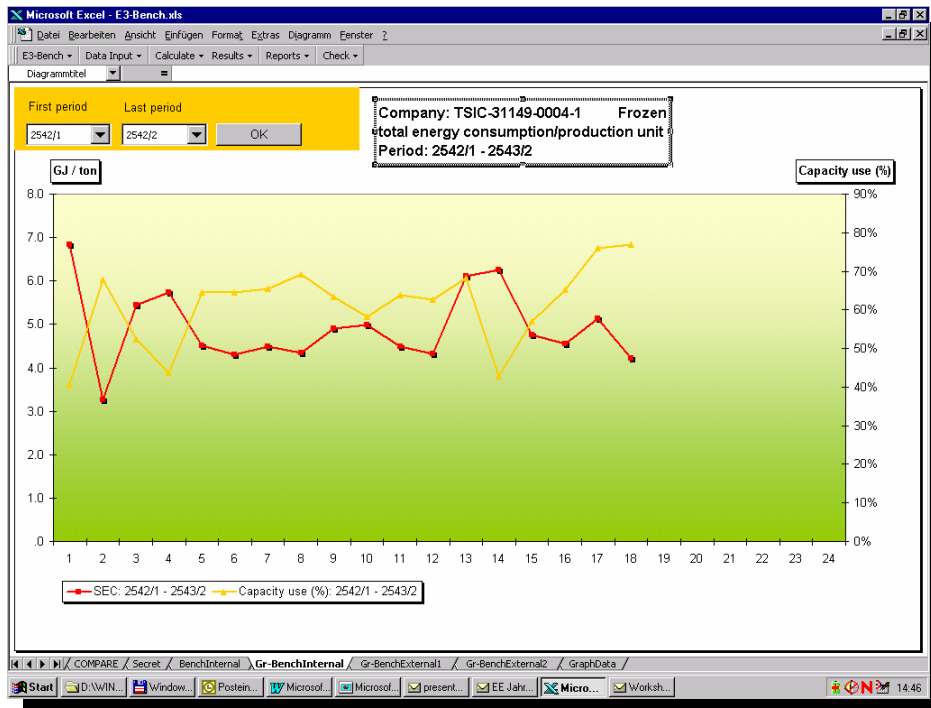 Microsoft Excel - E3-Bench.xls
Datei Bearbeiten Ansicht Einfügen Format Extras Diagramm Fenster ?
E3-Bench Data Input Calculate Results Reports Check
Diagrammtitel =
First period Last period
2542/1 2542/2 OK
Company: TSIC-31149-0004-1 Frozen
total energy consumption/production unit
Period: 2542/1 - 2543/2
GJ / ton Capacity use (%)
8.0 90%
7.0 80%
6.0 70%
5.0 60%
4.0 50%
3.0 40%
2.0 30%
1.0 20%
.0 10%
0%
1 2 3 4 5 6 7 8 9 10 11 12 13 14 15 16 17 18 19 20 21 22 23 24
SEC: 2542/1 - 2543/2 Capacity use (%): 2542/1 - 2543/2
COMPARE Secret BenchInternal Gr-BenchInternal Gr-BenchExternal1 Gr-BenchExternal2 GraphData
Start D:\WIN... Window... Postein... Microsof... Microsof... present... EE Jahr... Micro... Worksh... N 14:46